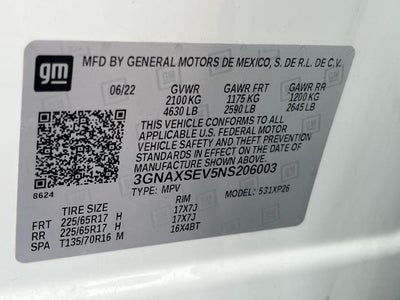 gm MFD BY GENERAL MOTORS DE MEXICO, S. DE R.L. DE C.V.
06/22 GVWR GAWR FRT GAWR RR
2100 KG 1175 KG 1200 KG
4630 LB 2590 LB 2645 LB
THIS VEHICLE CONFORMS TO ALL APPLICABLE
U.S. FEDERAL MOTOR
VEHICLE SAFETY AND THEFT PREVENTION
STANDARDS IN EFFECT ON THE DATE OF
MANUFACTURE SHOWN ABOVE.
3GNAXSEV5NS206003
8624 TYPE: MPV MODEL: 531XP26
TIRE SIZE RIM
FRT 225/65R17 H 17X7J
RR 225/65R17 H 17X7J
SPA T135/70R16 M 16X4BT